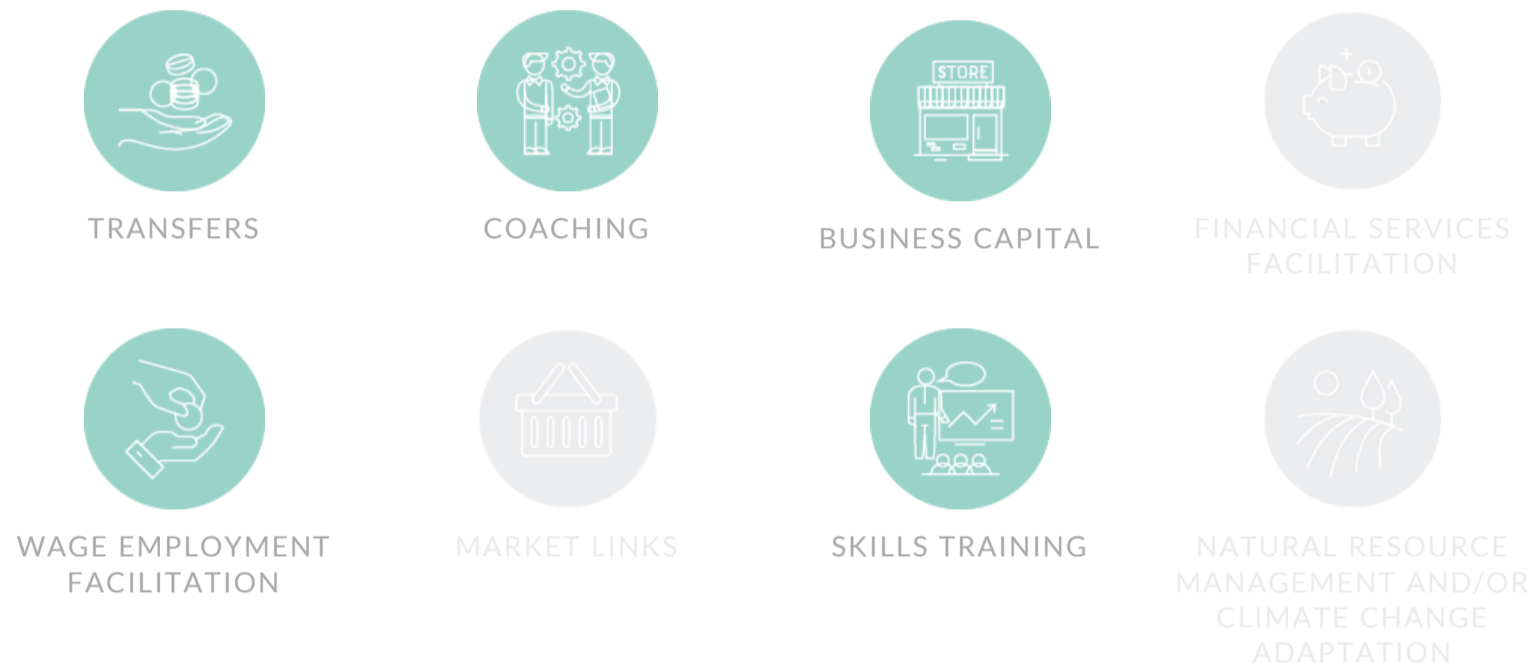 STORE
TRANSFERS
COACHING
BUSINESS CAPITAL
FINANCIAL SERVICES
FACILITATION
WAGE EMPLOYMENT
FACILITATION
MARKET LINKS
SKILLS TRAINING
NATURAL RESOURCE
MANAGEMENT AND/OR
CLIMATE CHANGE
ADAPTATION